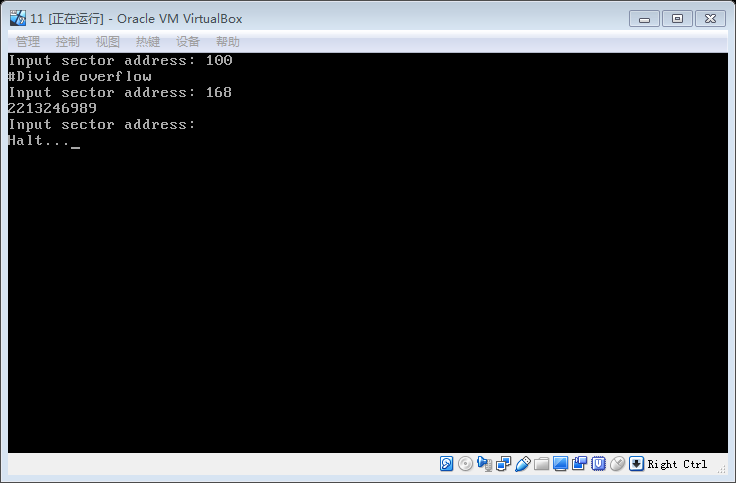 11 [正在运行] - Oracle VM VirtualBox
管理 控制 视图 热键 设备 帮助
Input sector address: 100
#Divide overflow
Input sector address: 168
2213246989
Input sector address:
Halt..._
Right Ctrl